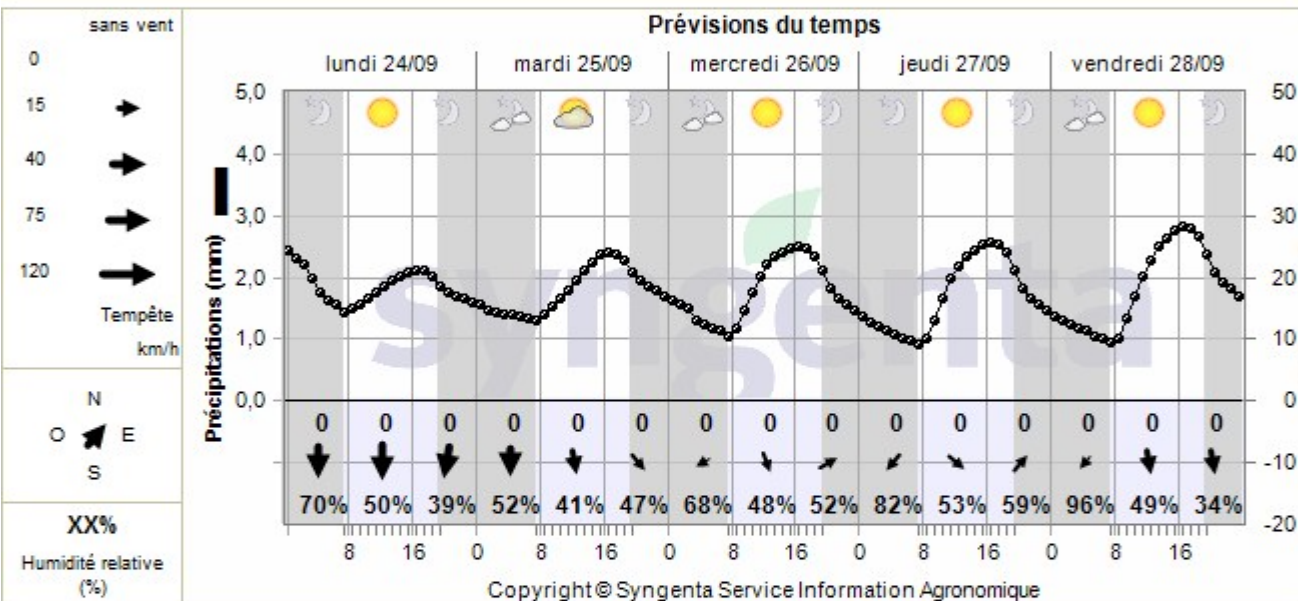 sans vent
0
15
40
75
120
Tempête
km/h
N
O E
S
XX%
Humidité relative
(%)
Prévisions du temps
lundi 24/09 mardi 25/09 mercredi 26/09 jeudi 27/09 vendredi 28/09
Précipitations (mm)
5,0 50
4,0 40
3,0 30
2,0 20
1,0 10
0,0 0
-10
-20
syngenta
0 0 0 0 0 0 0 0 0 0 0 0 0 0 0
70% 50% 39% 52% 41% 47% 68% 48% 52% 82% 53% 59% 96% 49% 34%
8 16 0 8 16 0 8 16 0 8 16 0 8 16
Copyright © Syngenta Service Information Agronomique